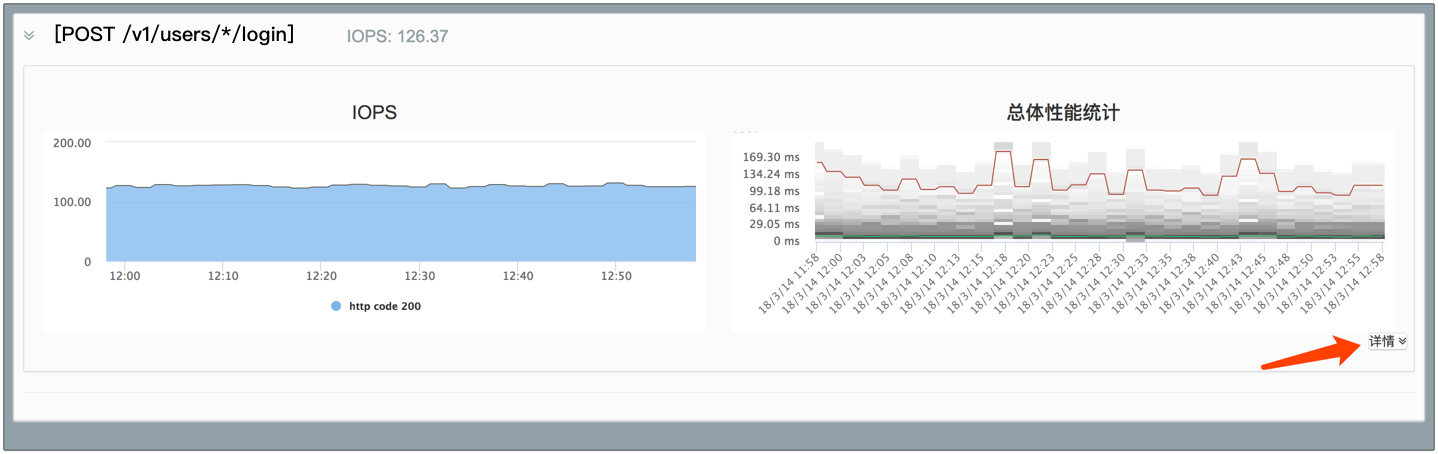 [POST /v1/users/*/login] IOPS: 126.37
IOPS
200.00
100.00
0
12:00 12:10 12:20 12:30 12:40 12:50
http code 200
总体性能统计
169.30 ms
134.24 ms
99.18 ms
64.11 ms
29.05 ms
0 ms
18/3/14 11:58
18/3/14 12:00
18/3/14 12:03
18/3/14 12:05
18/3/14 12:08
18/3/14 12:10
18/3/14 12:13
18/3/14 12:15
18/3/14 12:18
18/3/14 12:20
18/3/14 12:23
18/3/14 12:25
18/3/14 12:28
18/3/14 12:30
18/3/14 12:33
18/3/14 12:35
18/3/14 12:38
18/3/14 12:40
18/3/14 12:43
18/3/14 12:45
18/3/14 12:48
18/3/14 12:50
18/3/14 12:53
18/3/14 12:55
18/3/14 12:58
详情